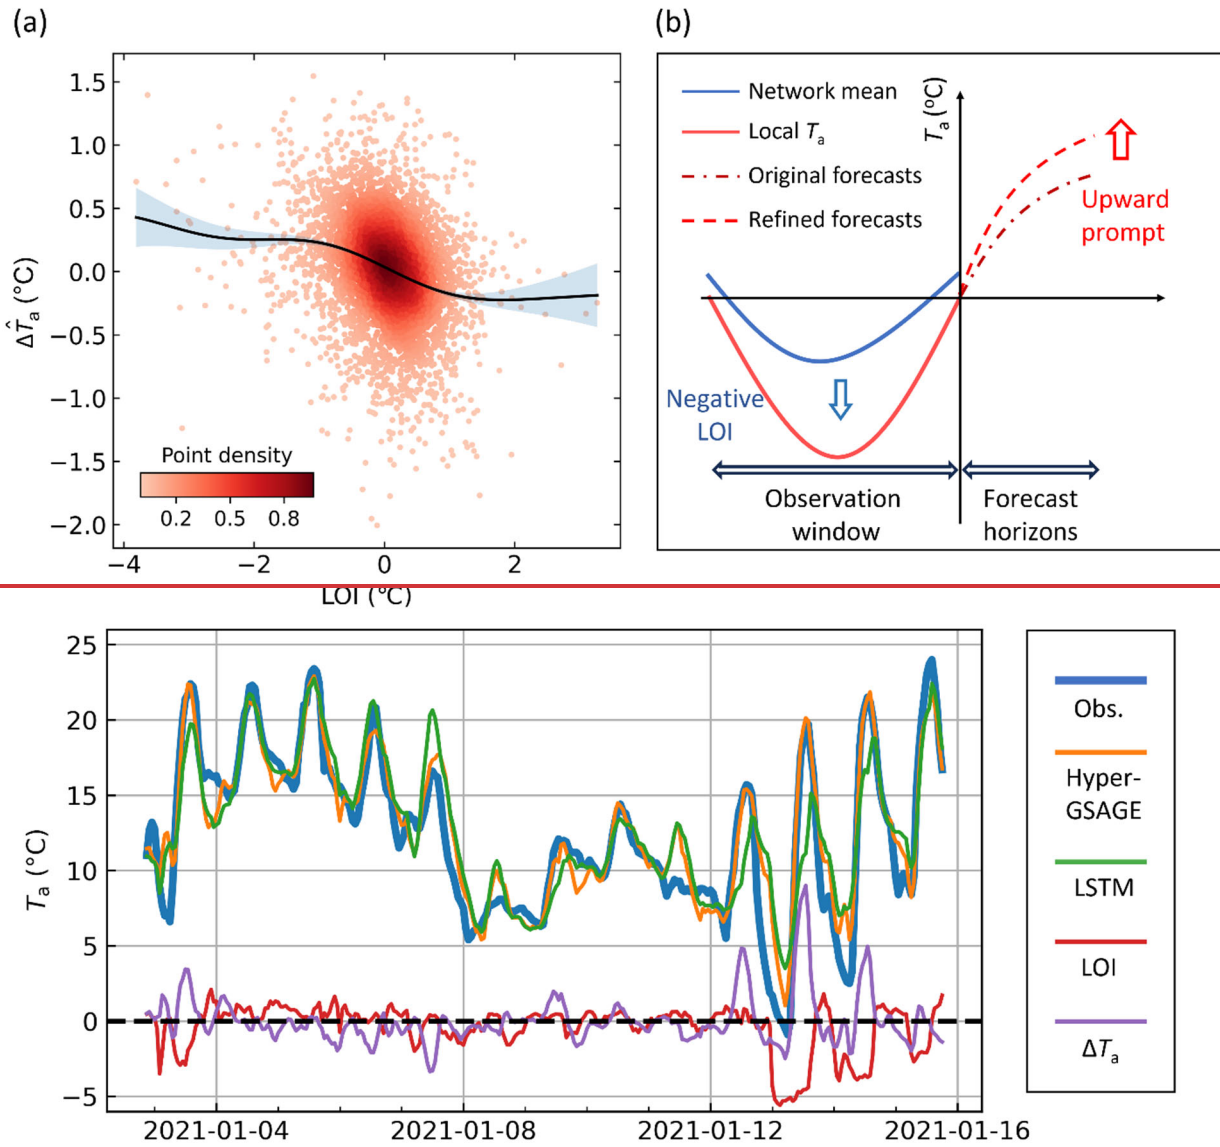 (a)
1.5
1.0
0.5
0.0
−0.5
−1.0
−1.5
−2.0
ΔT̂a (°C)
Point density
0.2 0.5 0.8
−4 −2 0 2
LOI (°C)
(b)
Network mean
Local Ta
Original forecasts
Refined forecasts
Ta (°C)
Upward
prompt
Negative
LOI
Observation
window
Forecast
horizons
25
20
15
10
5
0
−5
Ta (°C)
2021-01-04 2021-01-08 2021-01-12 2021-01-16
Obs.
Hyper-
GSAGE
LSTM
LOI
ΔTa